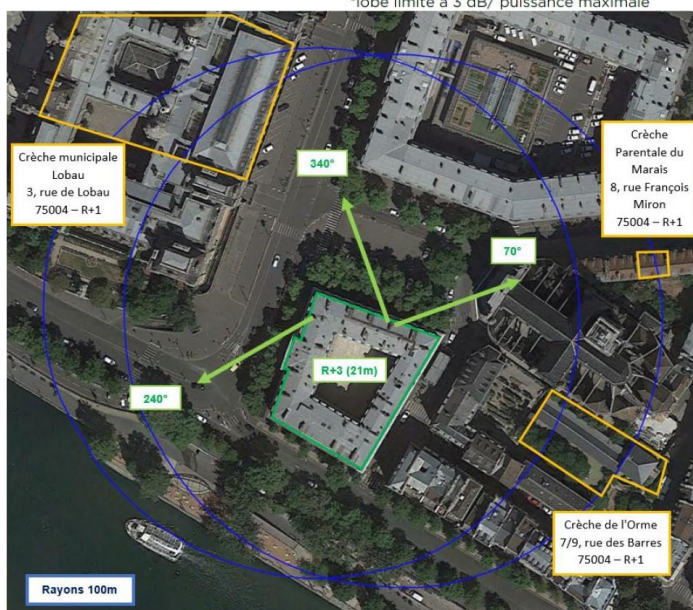 *lobe limité à 3 dB/ puissance maximale
Crèche municipale
Lobau
3, rue de Lobau
75004 – R+1
340°
Crèche
Parentale du
Marais
8, rue François
Miron
75004 – R+1
70°
R+3 (21m)
240°
Crèche de l'Orme
7/9, rue des Barres
75004 – R+1
Rayons 100m